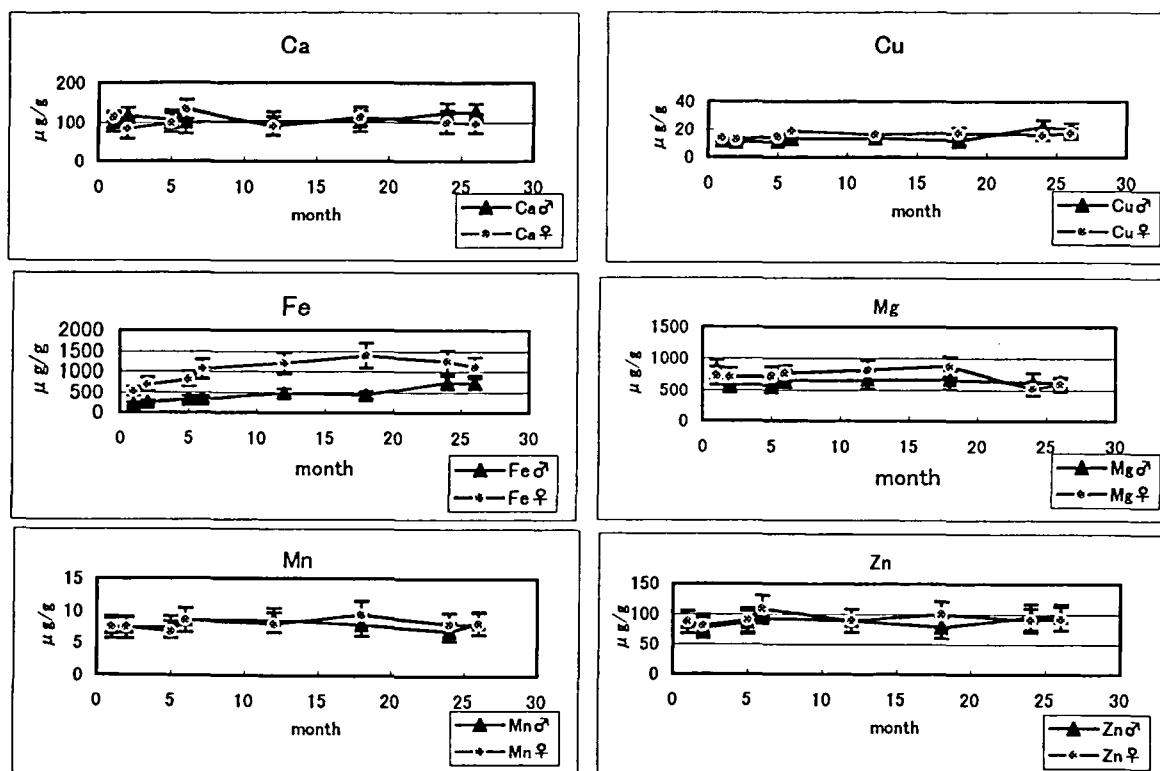 Ca
μg/g
200
100
0
0 5 10 15 20 25 30
month
Ca♂
Ca♀
Cu
μg/g
40
20
0
0 5 10 15 20 25 30
month
Cu♂
Cu♀
Fe
μg/g
2000
1500
1000
500
0
0 5 10 15 20 25 30
month
Fe♂
Fe♀
Mg
μg/g
1500
1000
500
0
0 5 10 15 20 25 30
month
Mg♂
Mg♀
Mn
μg/g
15
10
5
0
0 5 10 15 20 25 30
month
Mn♂
Mn♀
Zn
μg/g
150
100
50
0
0 5 10 15 20 25 30
month
Zn♂
Zn♀